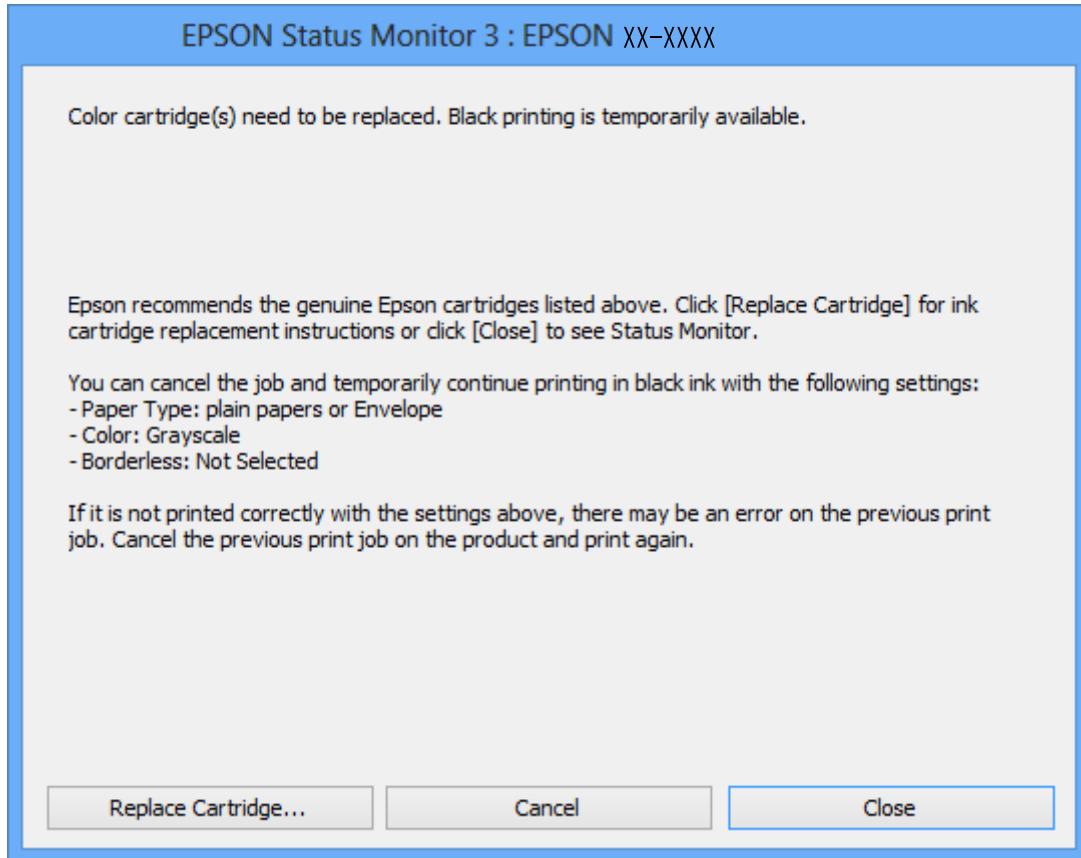 EPSON Status Monitor 3 : EPSON XX-XXXX
Color cartridge(s) need to be replaced. Black printing is temporarily available.
Epson recommends the genuine Epson cartridges listed above. Click [Replace Cartridge] for ink
cartridge replacement instructions or click [Close] to see Status Monitor.
You can cancel the job and temporarily continue printing in black ink with the following settings:
- Paper Type: plain papers or Envelope
- Color: Grayscale
- Borderless: Not Selected
If it is not printed correctly with the settings above, there may be an error on the previous print
job. Cancel the previous print job on the product and print again.
Replace Cartridge...
Cancel
Close